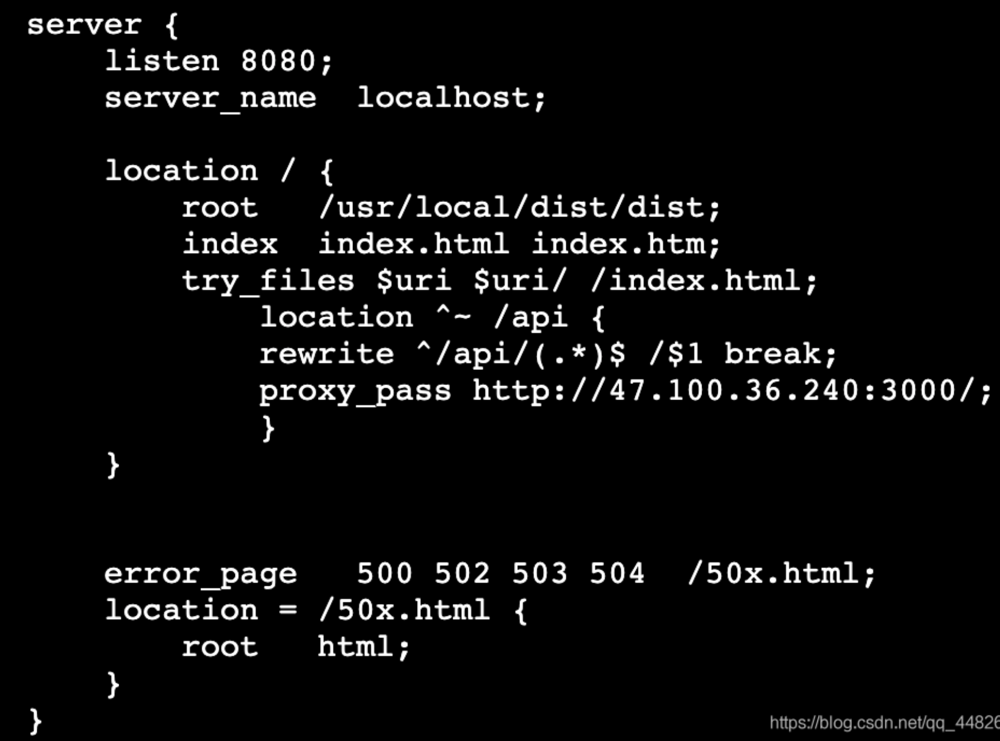 server {
listen 8080;
server_name  localhost;
location / {
root   /usr/local/dist/dist;
index  index.html index.htm;
try_files $uri $uri/ /index.html;
location ^~ /api {
rewrite ^/api/(.*)$ /$1 break;
proxy_pass http://47.100.36.240:3000/;
}
}
error_page   500 502 503 504  /50x.html;
location = /50x.html {
root   html;
}
}
https://blog.csdn.net/qq_44826